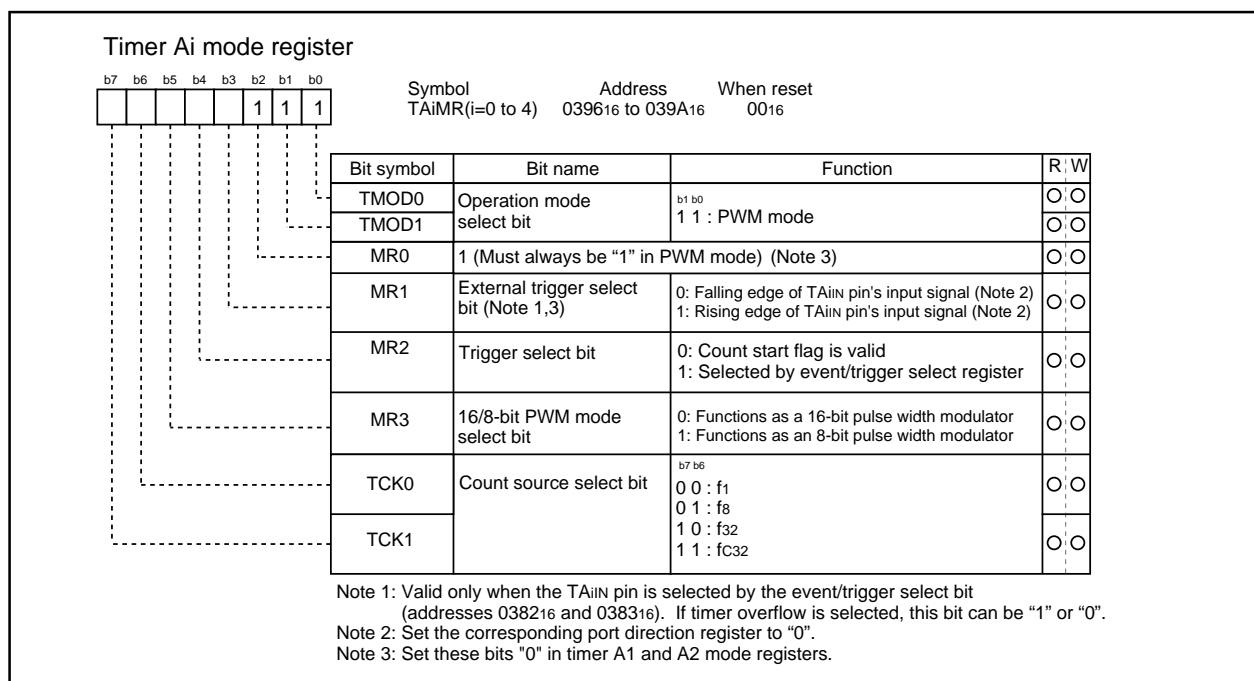 Timer Ai mode register
b7 b6 b5 b4 b3 b2 b1 b0
1 1 1
Symbol Address When reset
TAiMR(i=0 to 4) 039616 to 039A16 0016
Bit symbol Bit name Function R W
TMOD0
TMOD1
Operation mode
select bit
b1 b0
1 1 : PWM mode
MR0 1 (Must always be “1” in PWM mode) (Note 3)
MR1
External trigger select
bit (Note 1,3)
0: Falling edge of TAiIN pin's input signal (Note 2)
1: Rising edge of TAiIN pin's input signal (Note 2)
MR2
Trigger select bit
0: Count start flag is valid
1: Selected by event/trigger select register
MR3
16/8-bit PWM mode
select bit
0: Functions as a 16-bit pulse width modulator
1: Functions as an 8-bit pulse width modulator
TCK0
TCK1
Count source select bit
b7 b6
0 0 : f1
0 1 : f8
1 0 : f32
1 1 : fC32
Note 1: Valid only when the TAiIN pin is selected by the event/trigger select bit
(addresses 038216 and 038316). If timer overflow is selected, this bit can be “1” or “0”.
Note 2: Set the corresponding port direction register to “0”.
Note 3: Set these bits "0" in timer A1 and A2 mode registers.